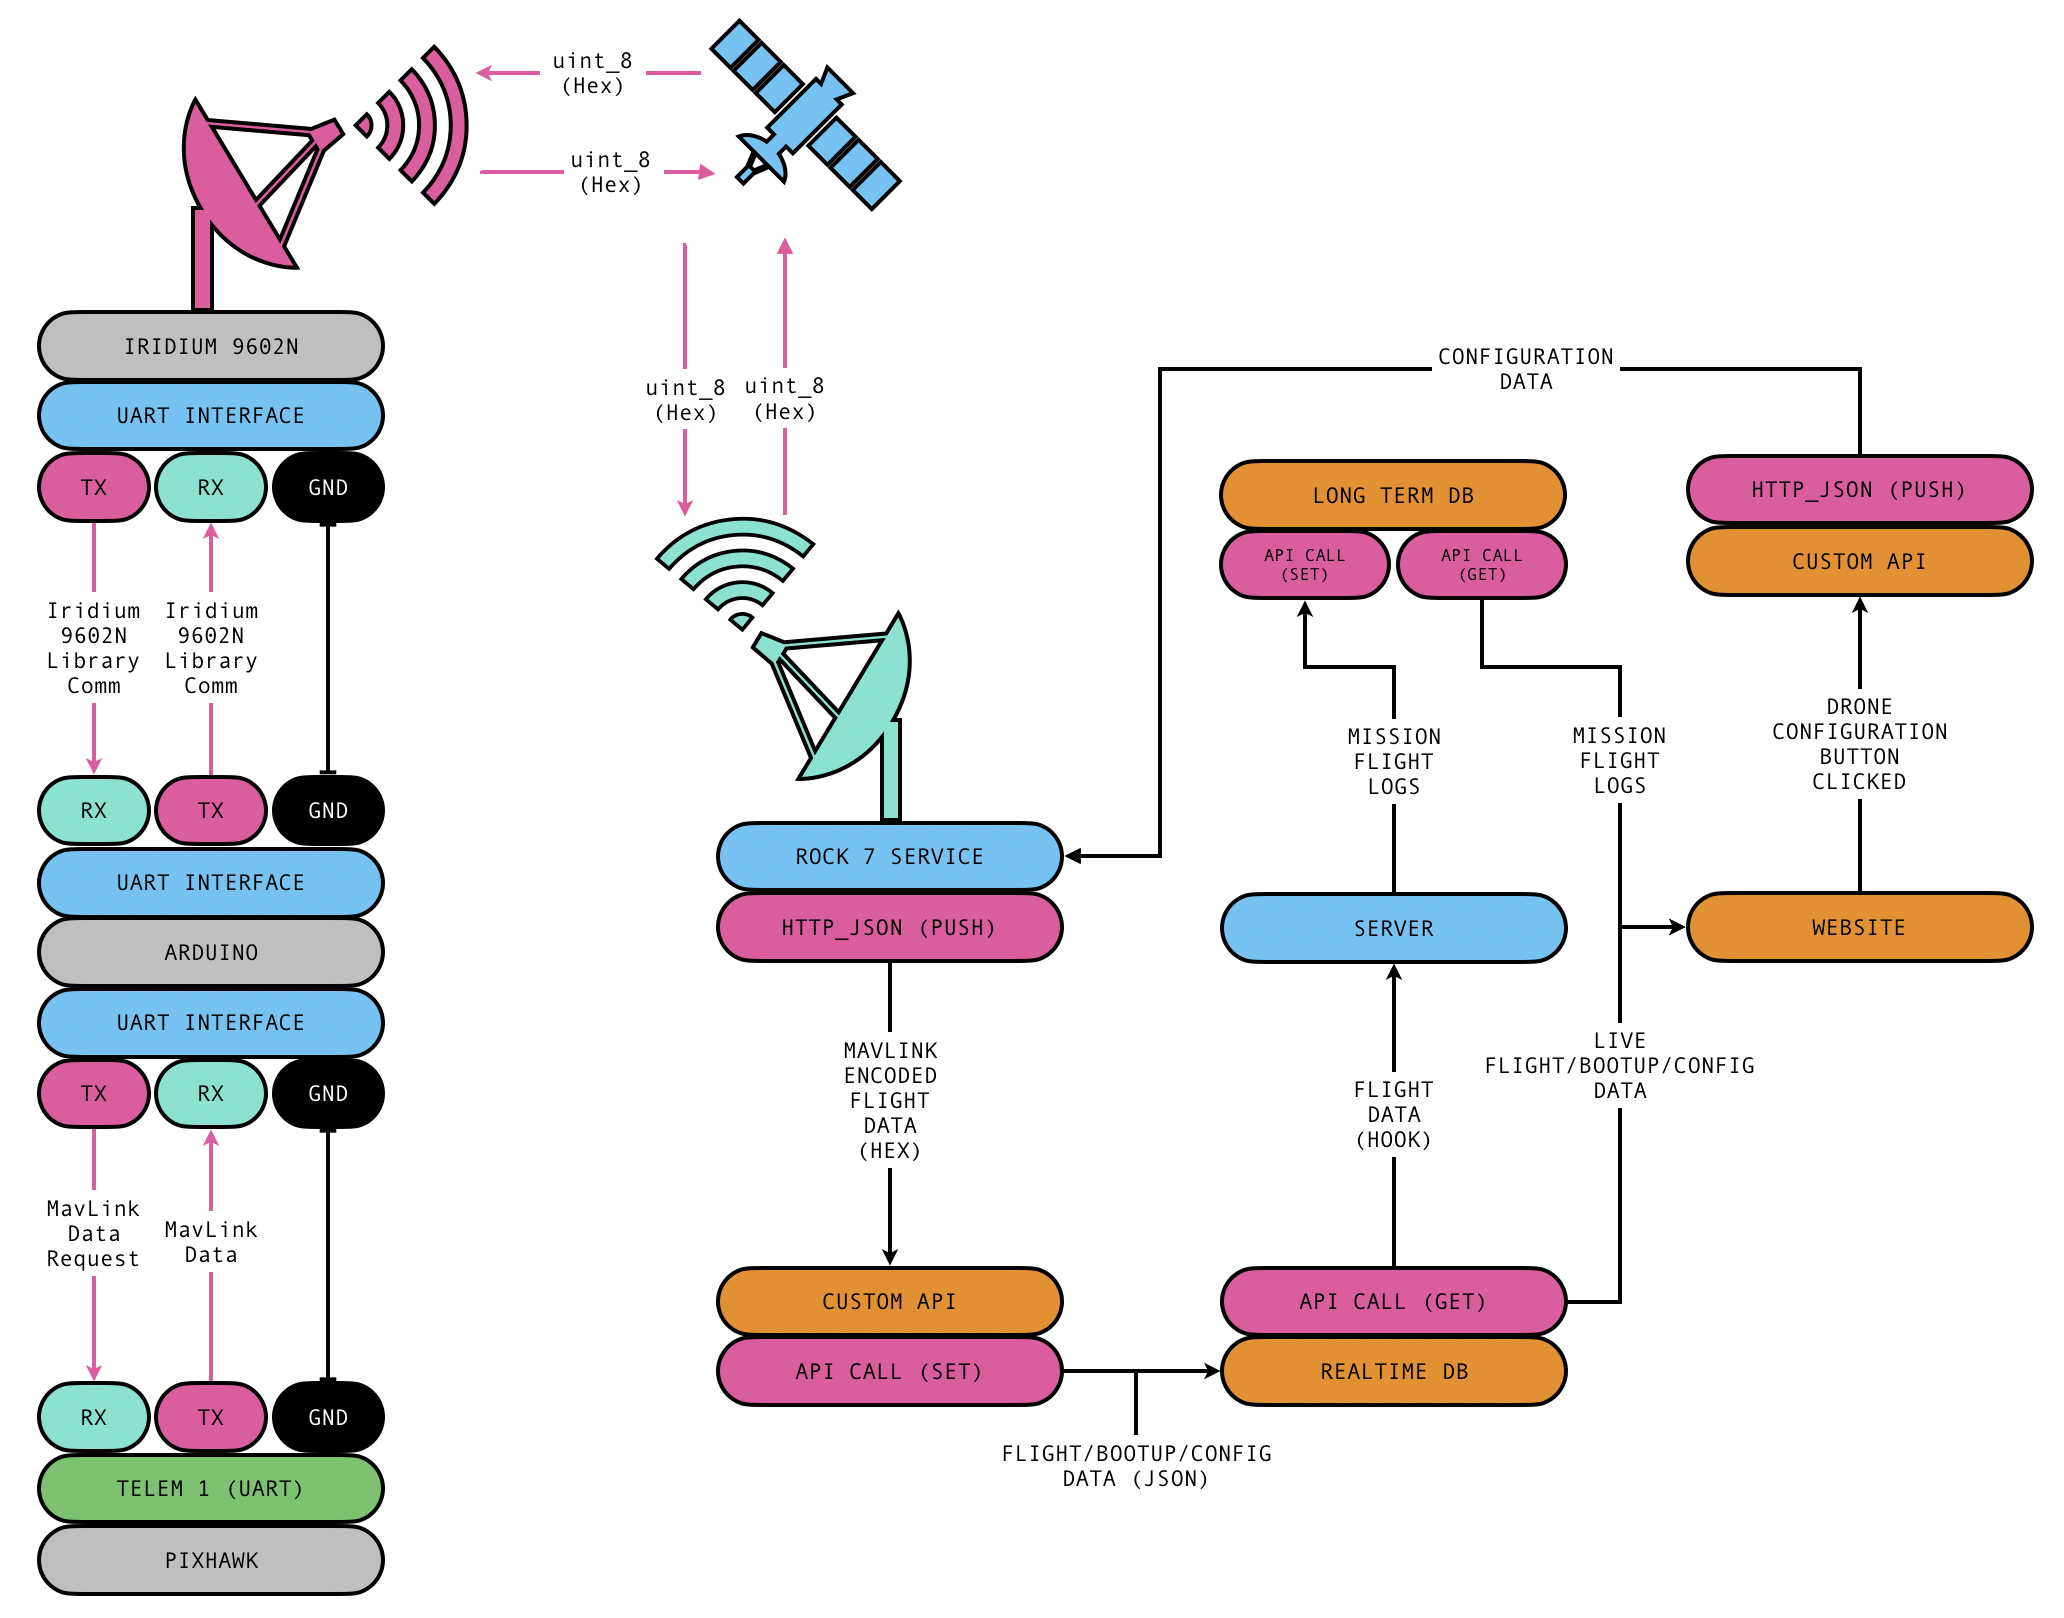 uint_8
(Hex)
uint_8
(Hex)
IRIDIUM 9602N
UART INTERFACE
TX
RX
GND
Iridium
9602N
Library
Comm
Iridium
9602N
Library
Comm
RX
TX
GND
UART INTERFACE
ARDUINO
UART INTERFACE
TX
RX
GND
MavLink
Data
Request
MavLink
Data
RX
TX
GND
TELEM 1 (UART)
PIXHAWK
uint_8
(Hex)
uint_8
(Hex)
ROCK 7 SERVICE
HTTP_JSON (PUSH)
MAVLINK
ENCODED
FLIGHT
DATA
(HEX)
CUSTOM API
API CALL (SET)
FLIGHT/BOOTUP/CONFIG
DATA (JSON)
CONFIGURATION
DATA
LONG TERM DB
API CALL
(SET)
API CALL
(GET)
MISSION
FLIGHT
LOGS
MISSION
FLIGHT
LOGS
SERVER
FLIGHT
DATA
(HOOK)
LIVE
FLIGHT/BOOTUP/CONFIG
DATA
API CALL (GET)
REALTIME DB
HTTP_JSON (PUSH)
CUSTOM API
DRONE
CONFIGURATION
BUTTON
CLICKED
WEBSITE